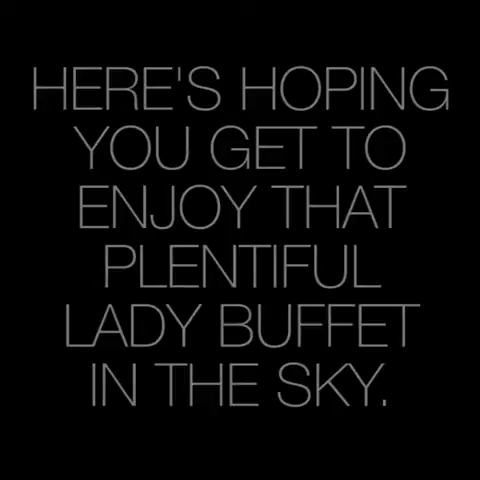 HERE'S HOPING
YOU GET TO
ENJOY THAT
PLENTIFUL
LADY BUFFET
IN THE SKY.